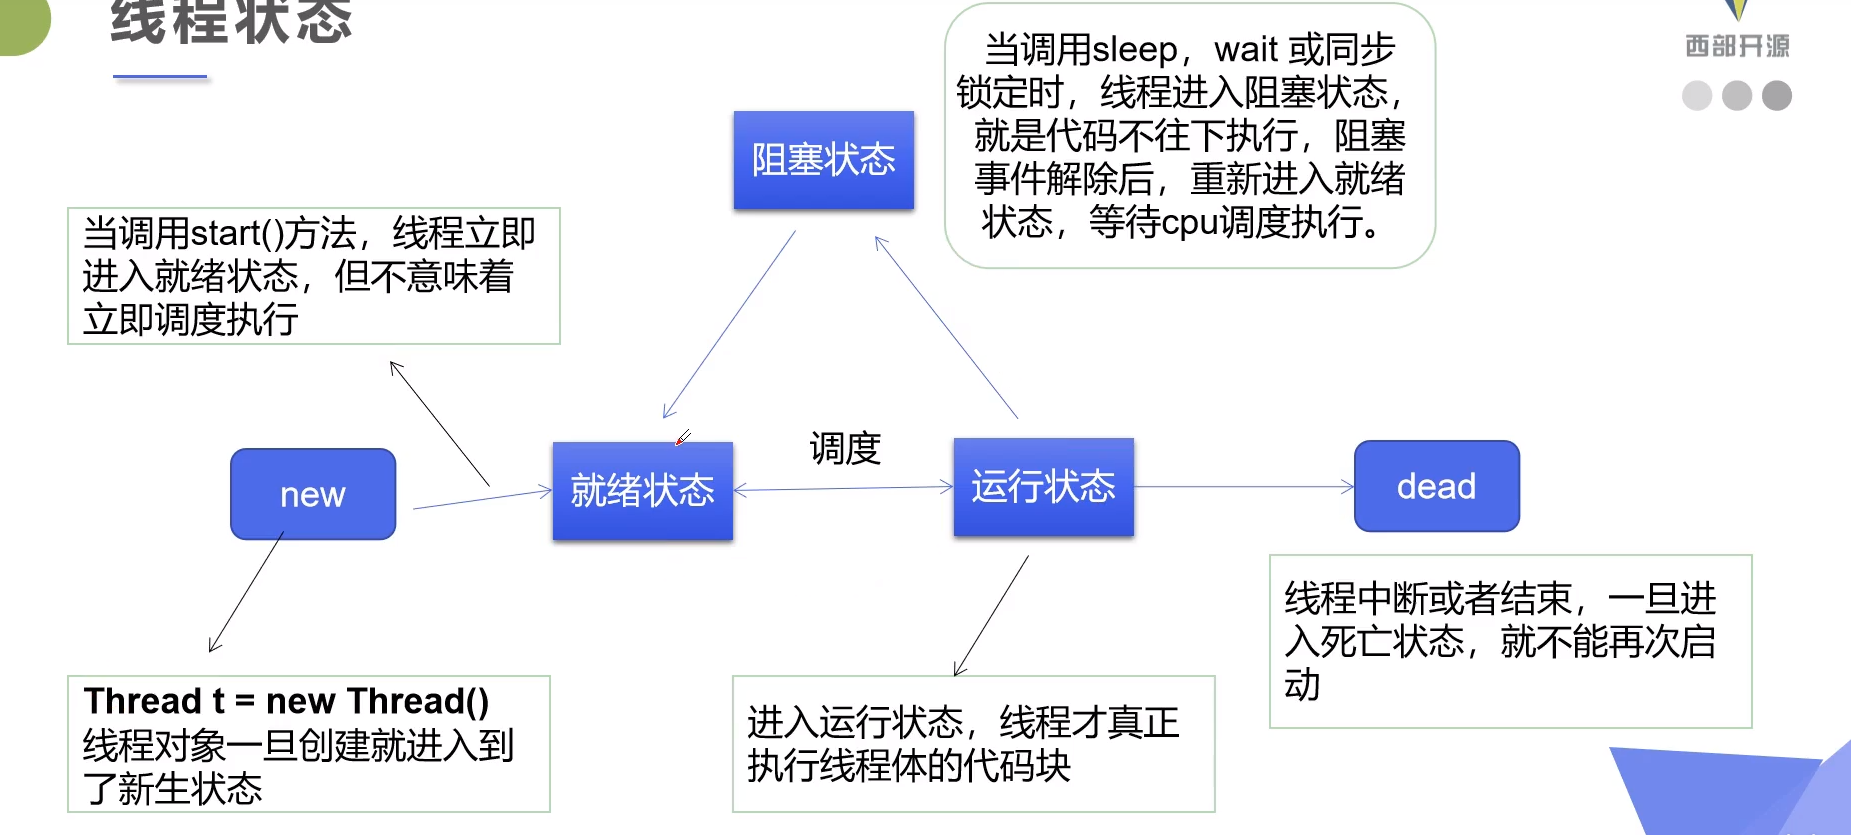 线程状态
西部开源
当调用sleep，wait 或同步
锁定时，线程进入阻塞状态，
就是代码不往下执行，阻塞
事件解除后，重新进入就绪
状态，等待cpu调度执行。
阻塞状态
当调用start()方法，线程立即
进入就绪状态，但不意味着
立即调度执行
new
就绪状态
调度
运行状态
dead
Thread t = new Thread()
线程对象一旦创建就进入到
了新生状态
进入运行状态，线程才真正
执行线程体的代码块
线程中断或者结束，一旦进
入死亡状态，就不能再次启
动